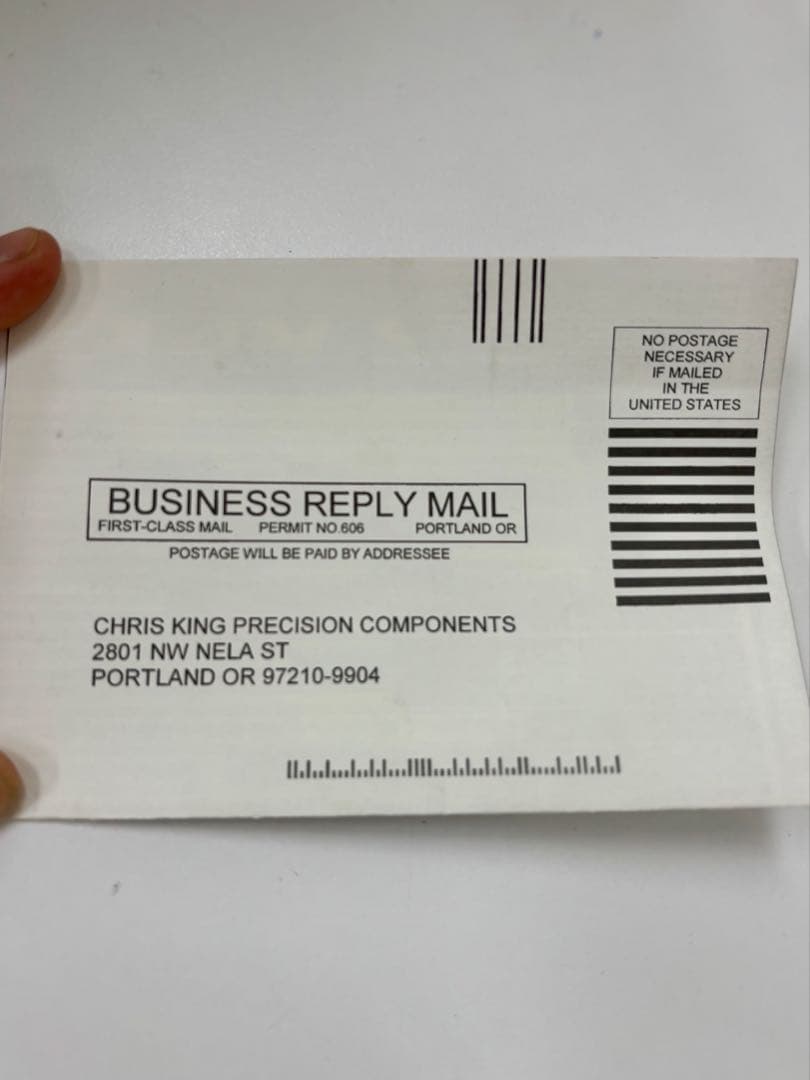 NO POSTAGE
NECESSARY
IF MAILED
IN THE
UNITED STATES
BUSINESS REPLY MAIL
FIRST-CLASS MAIL PERMIT NO.606 PORTLAND OR
POSTAGE WILL BE PAID BY ADDRESSEE
CHRIS KING PRECISION COMPONENTS
2801 NW NELA ST
PORTLAND OR 97210-9904